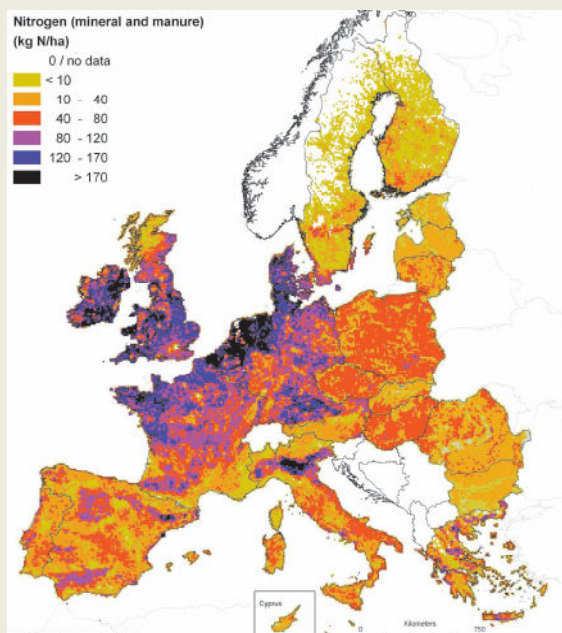 Nitrogen (mineral and manure)
(kg N/ha)
0 / no data
< 10
10 - 40
40 - 80
80 - 120
120 - 170
> 170
Cyprus
Kilometers
0 750